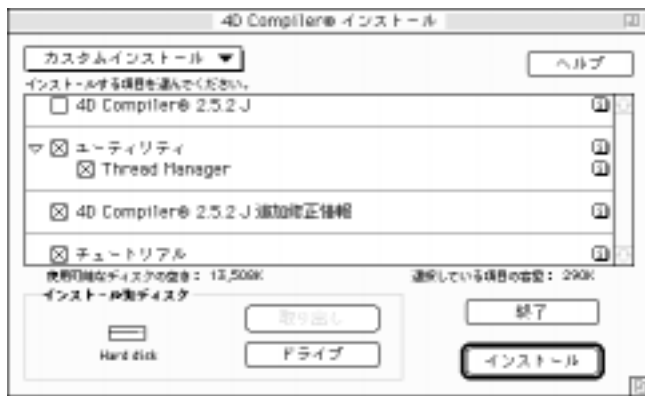 4D Compiler® インストール
カスタムインストール
ヘルプ
インストールする項目を選んでください。
4D Compiler® 2.5.2 J
ユーティリティ
Thread Manager
4D Compiler® 2.5.2 J 追加修正情報
チュートリアル
使用可能なディスクの空き： 13,508K
選択している項目の容量： 290K
インストール先ディスク
取り出し
終了
Hard disk
ドライブ
インストール